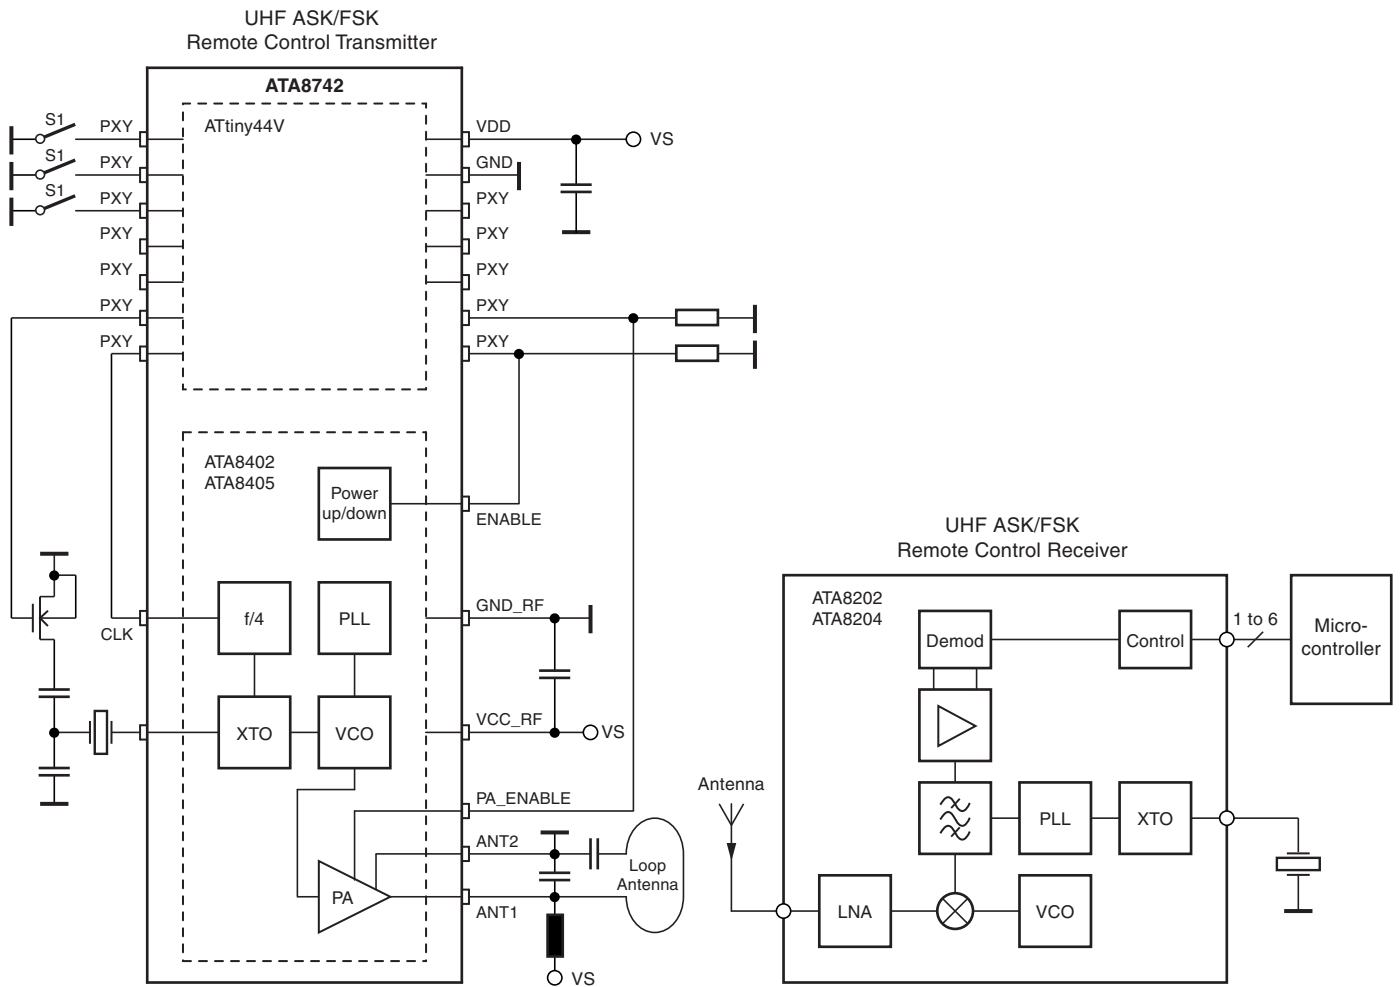 UHF ASK/FSK
Remote Control Transmitter
ATA8742
ATtiny44V
S1
PXY
S1
PXY
S1
PXY
PXY
PXY
PXY
PXY
VDD
VS
GND
PXY
PXY
PXY
PXY
PXY
ATA8402
ATA8405
Power
up/down
ENABLE
f/4
PLL
CLK
GND_RF
XTO
VCO
VCC_RF
VS
PA_ENABLE
ANT2
PA
ANT1
Loop
Antenna
VS
UHF ASK/FSK
Remote Control Receiver
ATA8202
ATA8204
Demod
Control
1 to 6
Micro-
controller
Antenna
PLL
XTO
LNA
VCO